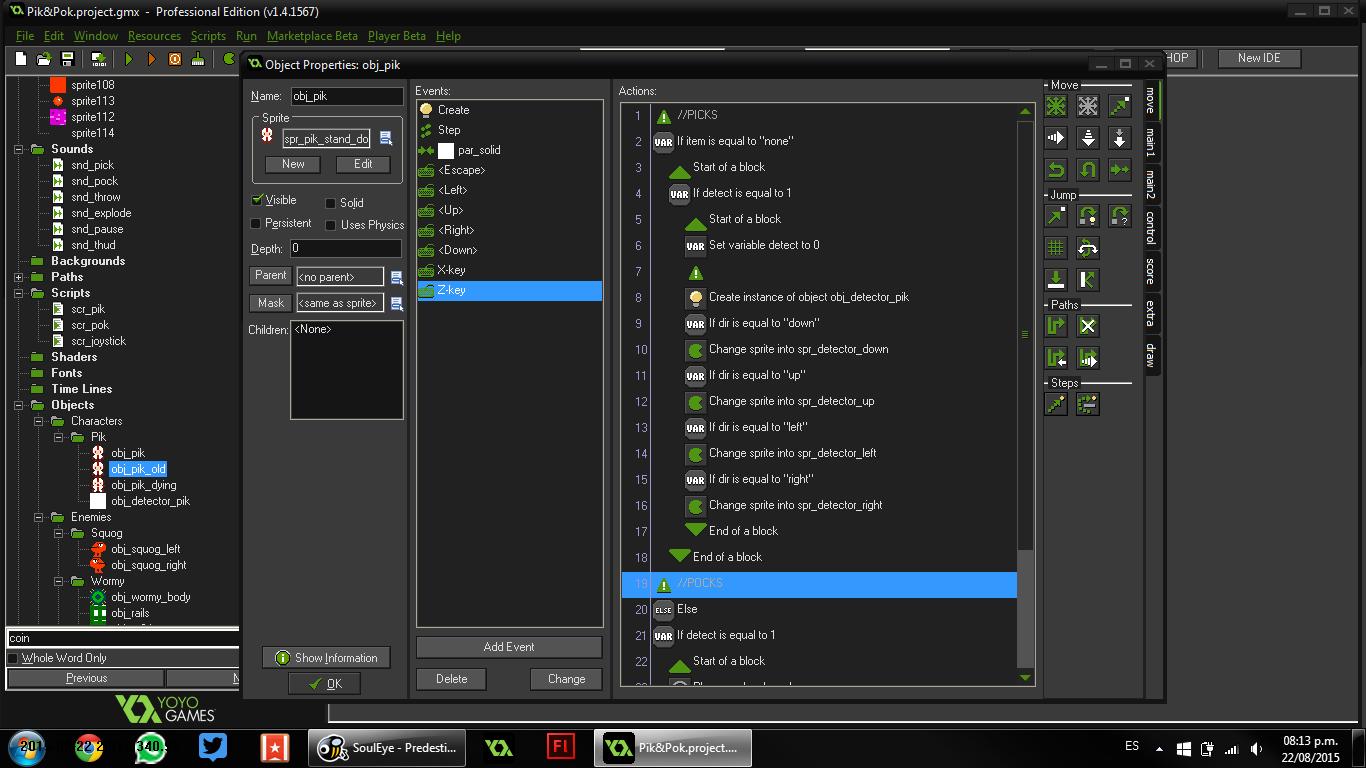 Pik&Pok.project.gmx - Professional Edition (v1.4.1567)
File Edit Window Resources Scripts Run Marketplace Beta Player Beta Help
HOP
New IDE
sprite108
sprite113
sprite112
sprite114
Sounds
snd_pick
snd_pock
snd_throw
snd_explode
snd_pause
snd_thud
Backgrounds
Paths
Scripts
scr_pik
scr_pok
scr_joystick
Shaders
Fonts
Time Lines
Objects
Characters
Pik
obj_pik
obj_pik_old
obj_pik_dying
obj_detector_pik
Enemies
Squog
obj_squog_left
obj_squog_right
Wormy
obj_wormy_body
obj_rails
coin
Whole Word Only
Previous
N
YOYO
GAMES
Object Properties: obj_pik
Name: obj_pik
Sprite
spr_pik_stand_do
New Edit
Visible Solid
Persistent Uses Physics
Depth: 0
Parent <no parent>
Mask <same as sprite>
Children: <None>
Show Information
OK
Events:
Create
Step
par_solid
<Escape>
<Left>
<Up>
<Right>
<Down>
X-key
Z-key
Add Event
Delete Change
Actions:
1 //PICKS
2 VAR If item is equal to "none"
3 Start of a block
4 VAR If detect is equal to 1
5 Start of a block
6 VAR Set variable detect to 0
7
8 Create instance of object obj_detector_pik
9 VAR If dir is equal to "down"
10 Change sprite into spr_detector_down
11 VAR If dir is equal to "up"
12 Change sprite into spr_detector_up
13 VAR If dir is equal to "left"
14 Change sprite into spr_detector_left
15 VAR If dir is equal to "right"
16 Change sprite into spr_detector_right
17 End of a block
18 End of a block
19 //POCKS
20 ELSE Else
21 VAR If detect is equal to 1
22 Start of a block
Move
Jump
Paths
Steps
move
main1
main2
control
score
extra
draw
SoulEye - Predesti...
Fl
Pik&Pok.project....
ES
08:13 p.m.
22/08/2015